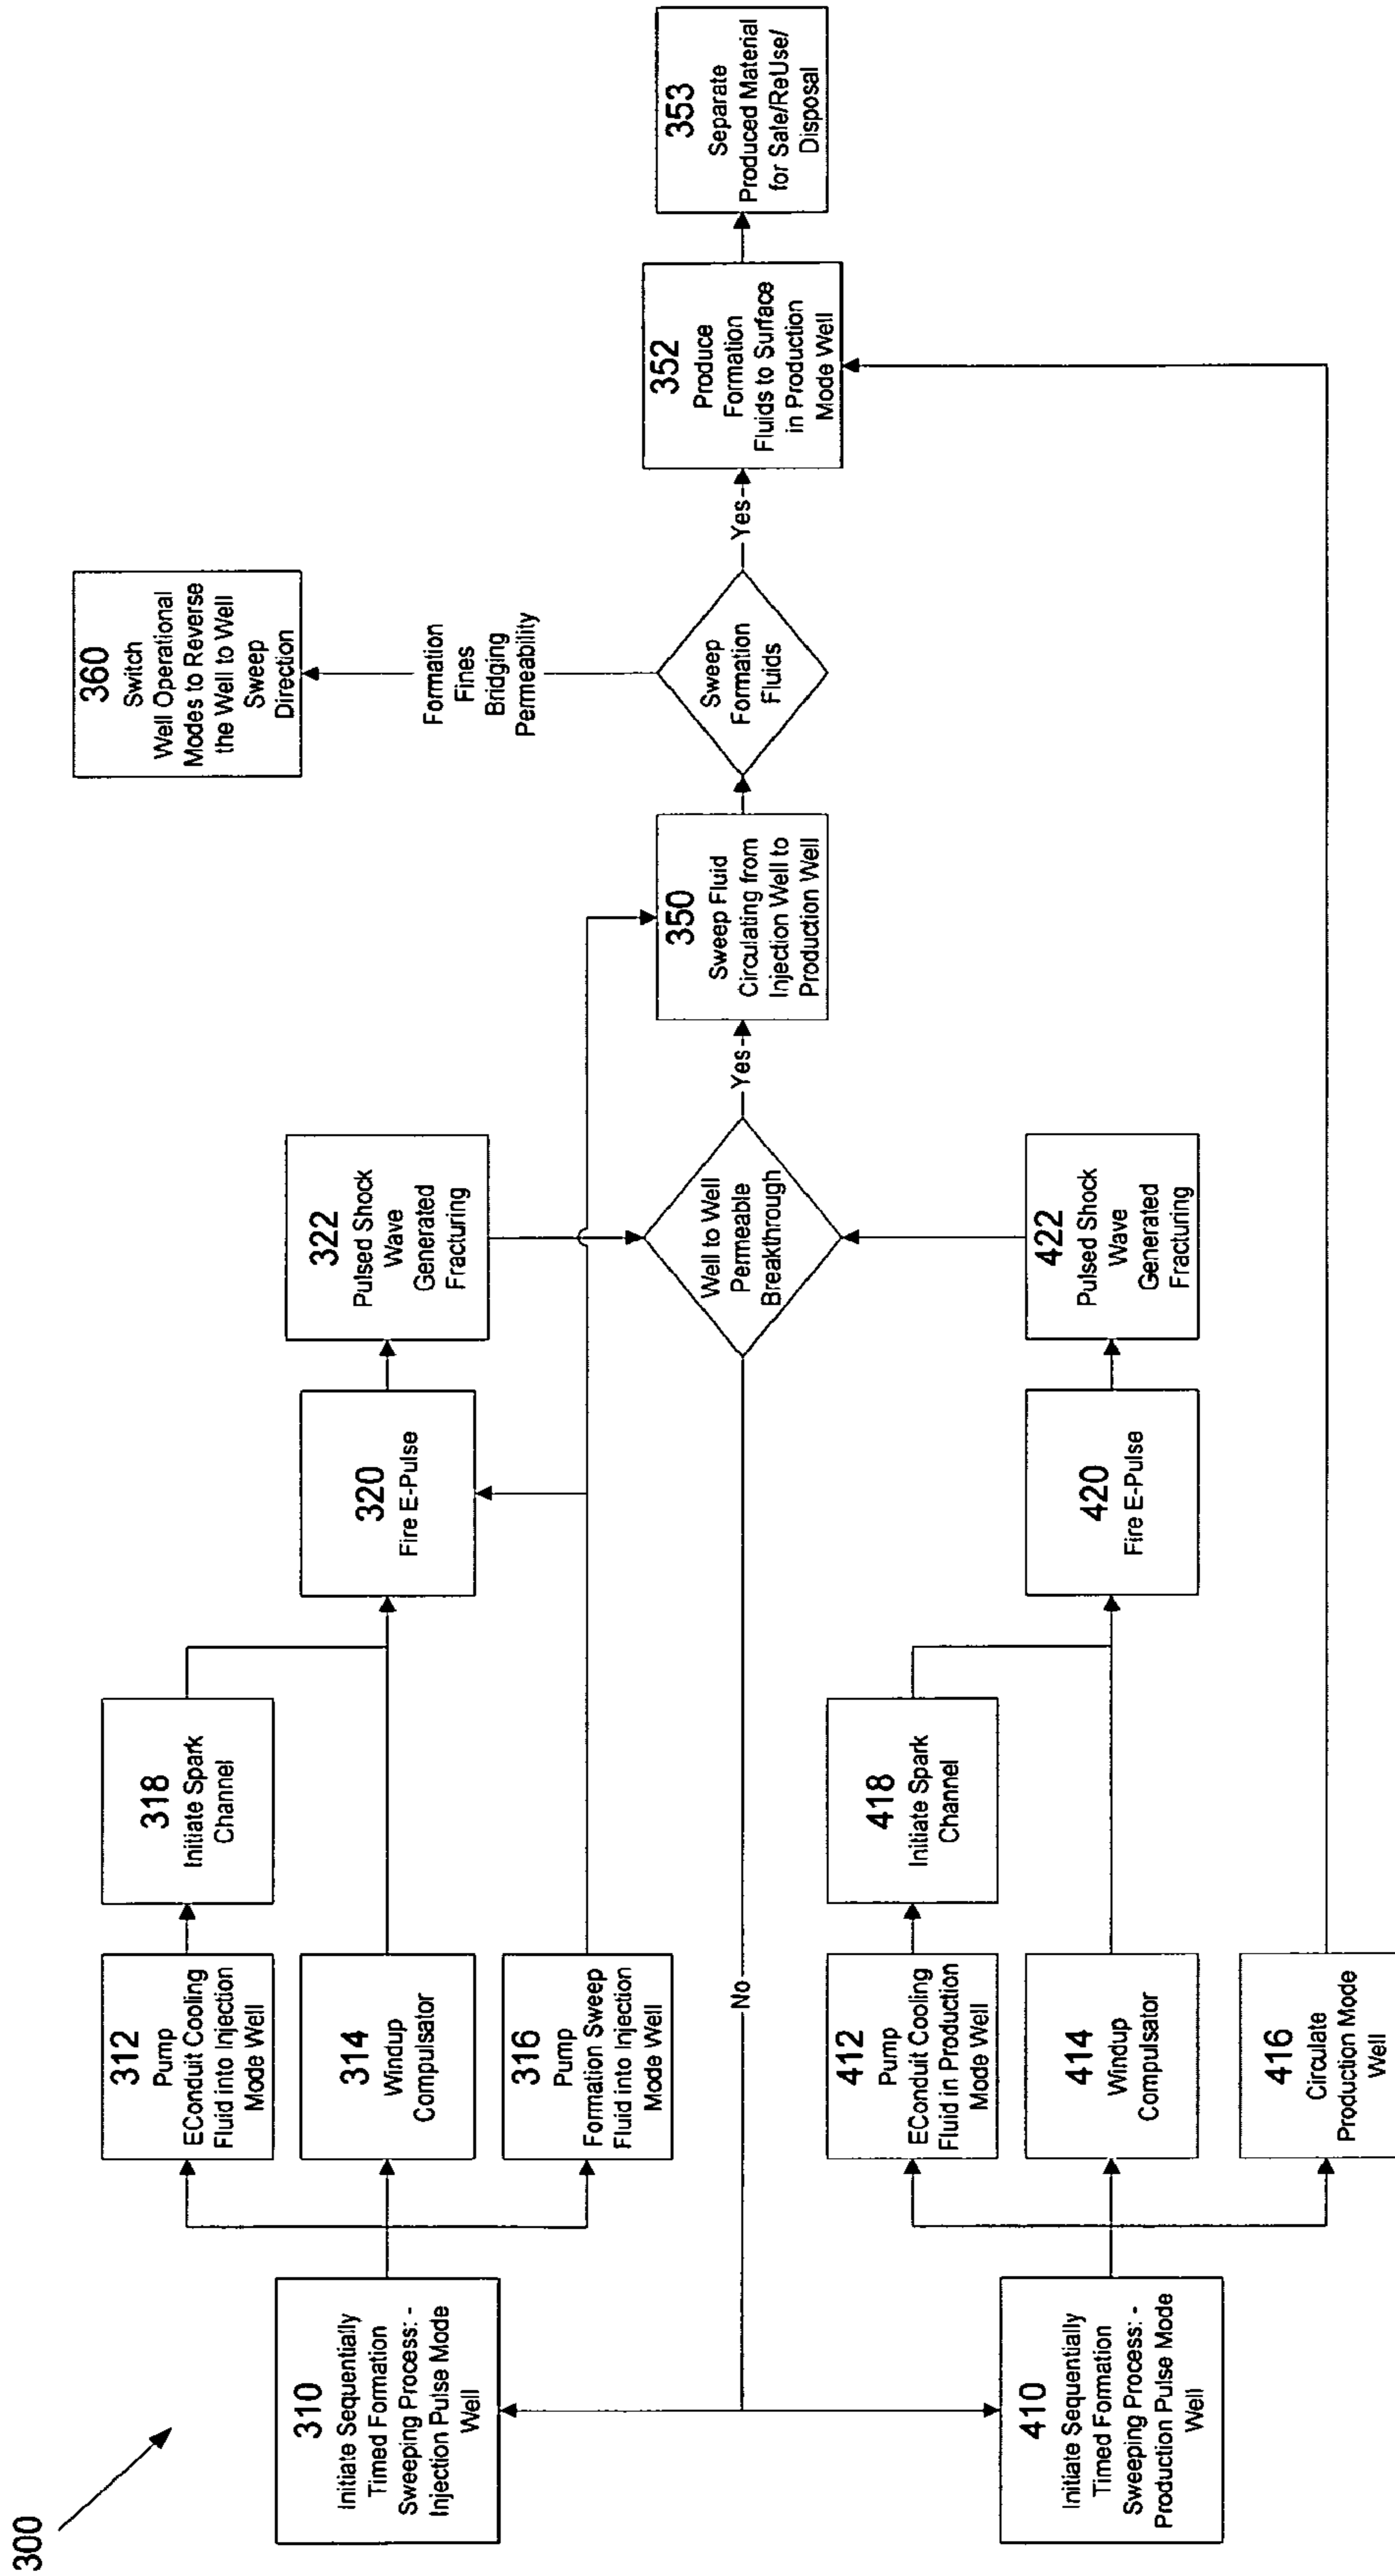 300
310
Initiate Sequentially
Timed Formation
Sweeping Process: -
Injection Pulse Mode
Well
312
Pump
EConduit Cooling
Fluid into Injection
Mode Well
314
Windup
Compulsator
316
Pump
Formation Sweep
Fluid into Injection
Mode Well
318
Initiate Spark
Channel
320
Fire E-Pulse
322
Pulsed Shock
Wave
Generated
Fracturing
410
Initiate Sequentially
Timed Formation
Sweeping Process: -
Production Pulse Mode
Well
412
Pump
EConduit Cooling
Fluid in Production
Mode Well
414
Windup
Compulsator
416
Circulate
Production Mode
Well
418
Initiate Spark
Channel
420
Fire E-Pulse
422
Pulsed Shock
Wave
Generated
Fracturing
No
Well to Well
Permeable
Breakthrough
Yes
350
Sweep Fluid
Circulating from
Injection Well to
Production Well
Sweep
Formation
Fluids
Formation
Fines
Bridging
Permeability
360
Switch
Well Operational
Modes to Reverse
the Well to Well
Sweep
Direction
Yes
352
Produce
Formation
Fluids to Surface
in Production
Mode Well
353
Separate
Produced Material
for Sale/ReUse/
Disposal